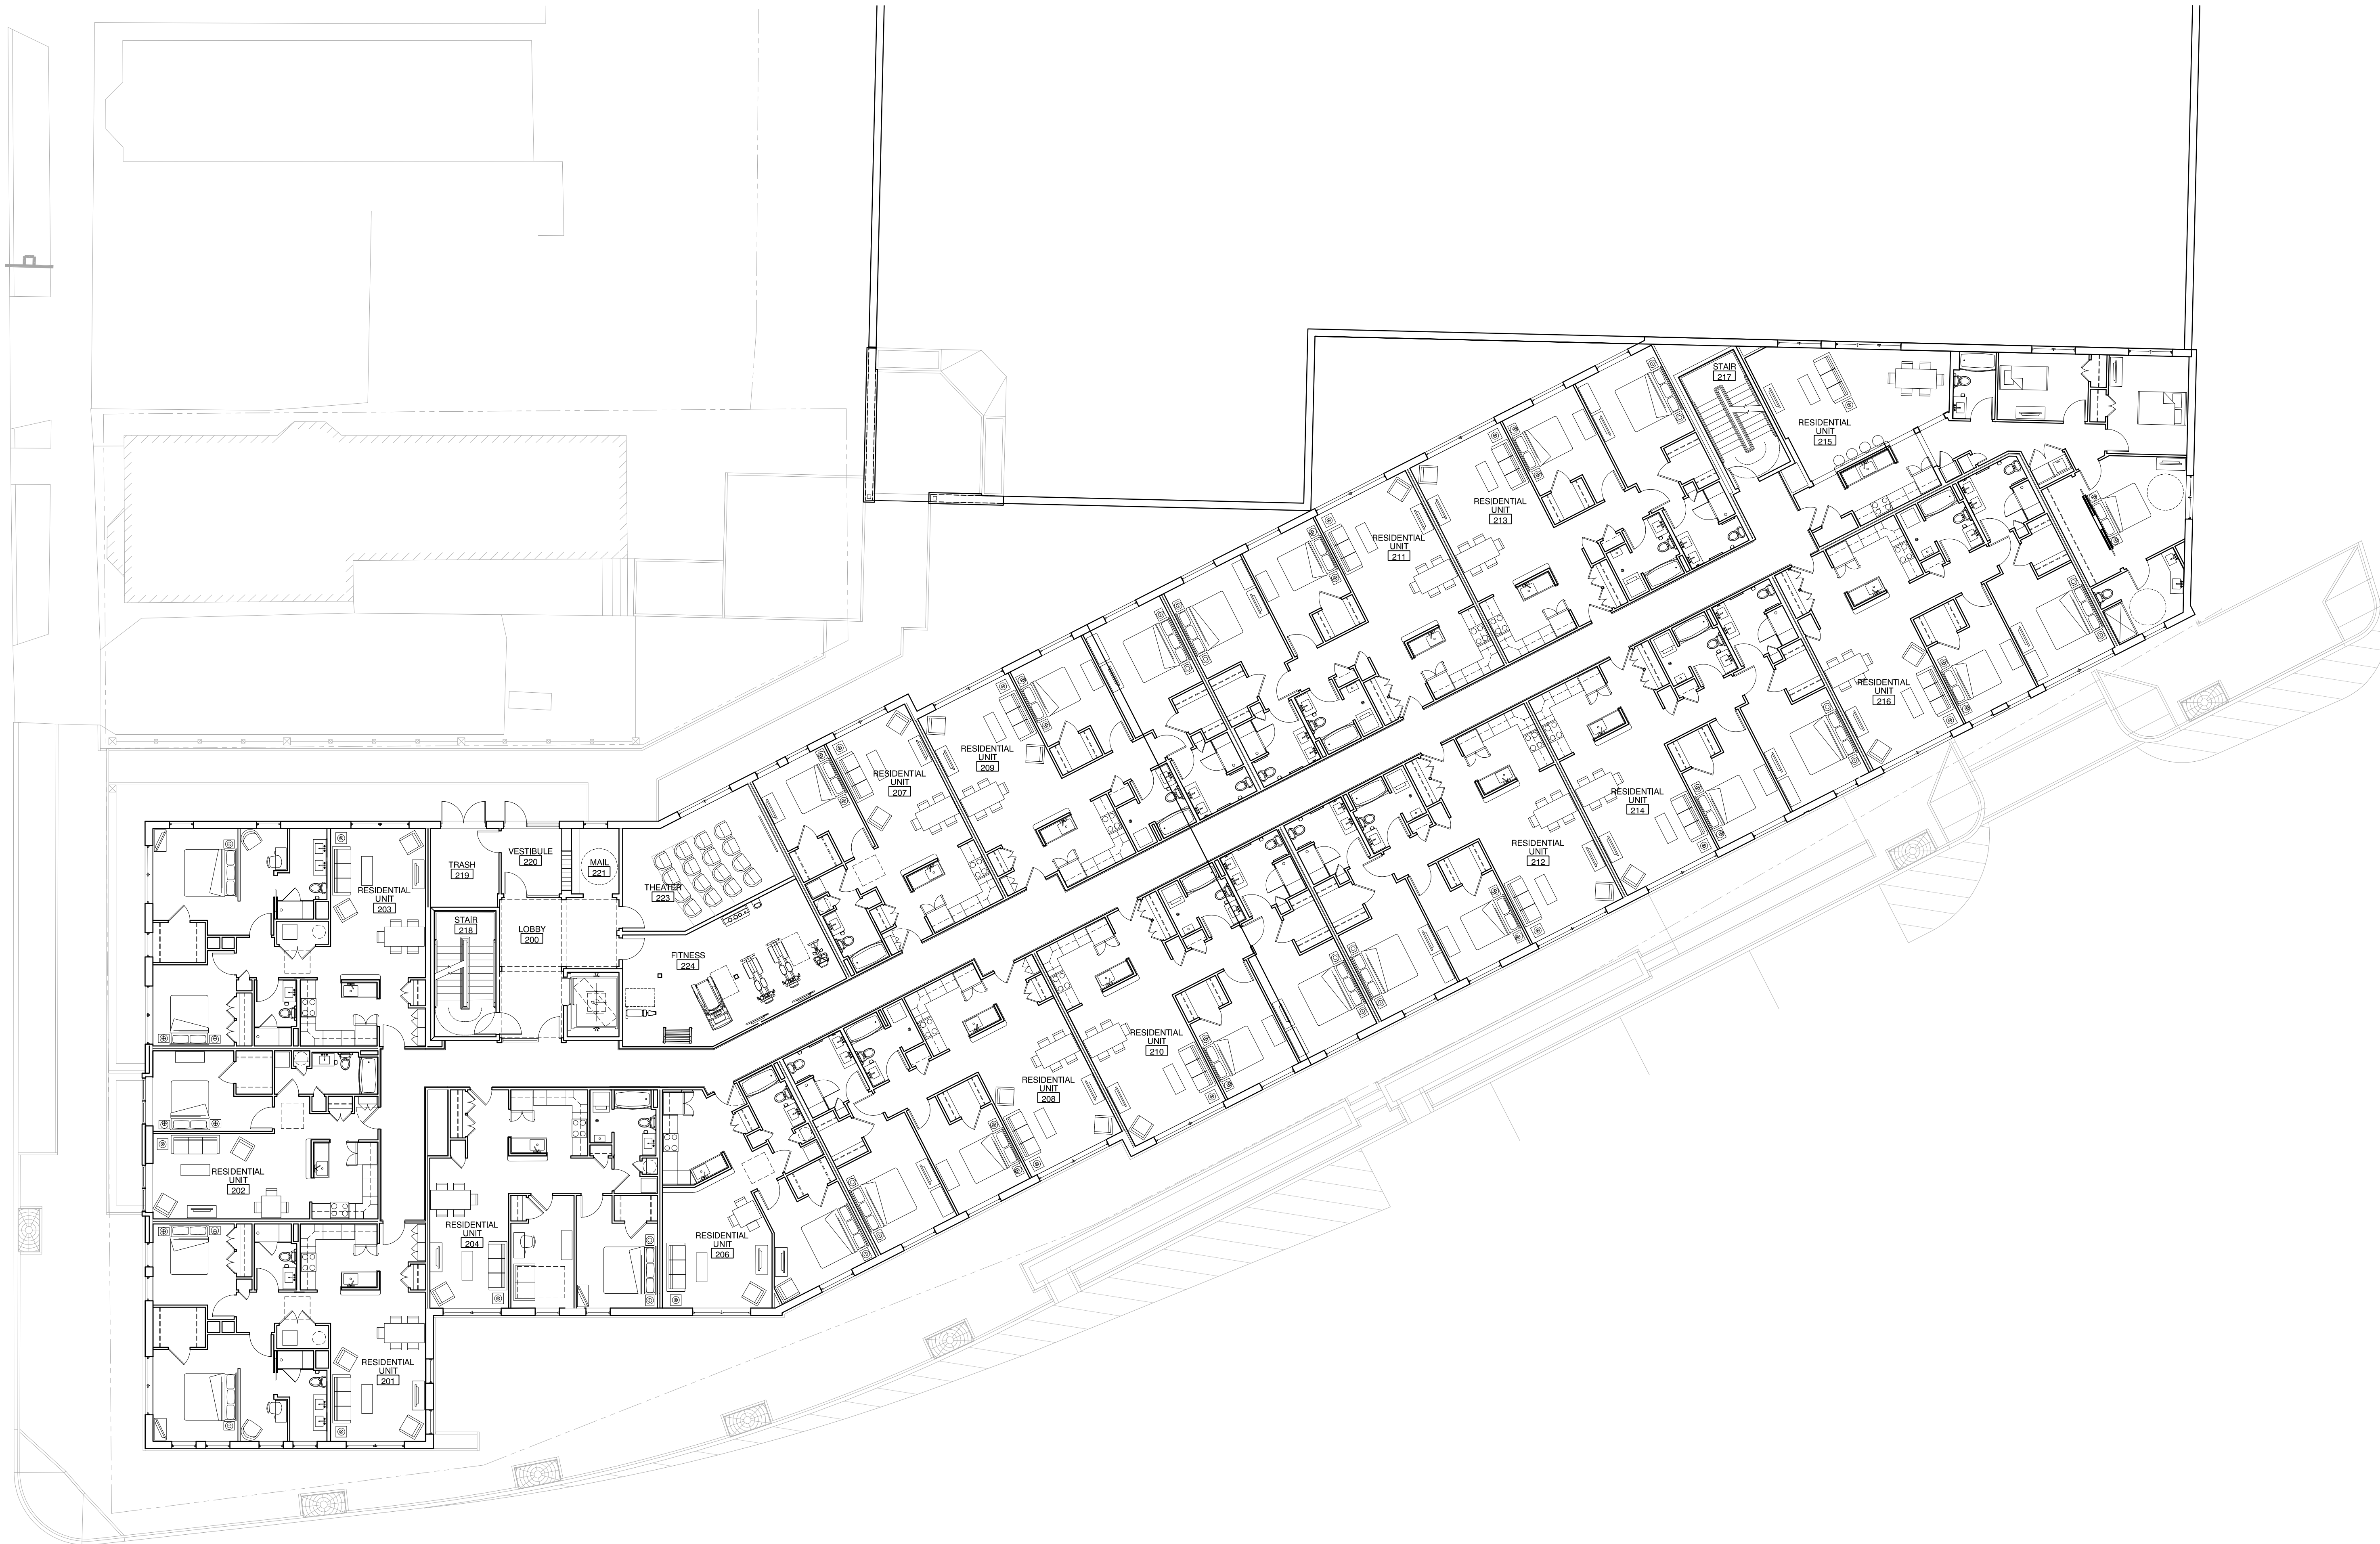 STAIR
217
RESIDENTIAL
UNIT
215
RESIDENTIAL
UNIT
213
RESIDENTIAL
UNIT
211
RESIDENTIAL
UNIT
216
RESIDENTIAL
UNIT
209
RESIDENTIAL
UNIT
207
RESIDENTIAL
UNIT
214
RESIDENTIAL
UNIT
212
VESTIBULE
220
TRASH
219
MAIL
221
THEATER
223
RESIDENTIAL
UNIT
203
STAIR
218
LOBBY
200
FITNESS
224
RESIDENTIAL
UNIT
210
RESIDENTIAL
UNIT
208
RESIDENTIAL
UNIT
202
RESIDENTIAL
UNIT
204
RESIDENTIAL
UNIT
206
RESIDENTIAL
UNIT
201